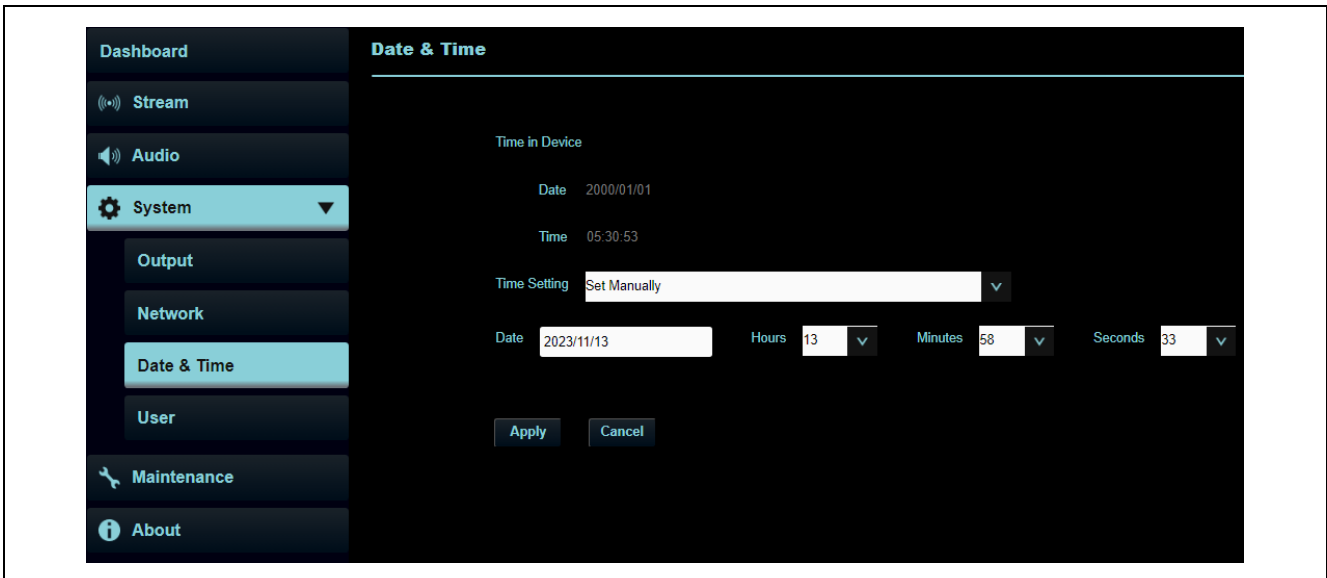 Dashboard
Stream
Audio
System
Output
Network
Date & Time
User
Maintenance
About
Date & Time
Time in Device
Date 2000/01/01
Time 05:30:53
Time Setting Set Manually
Date 2023/11/13 Hours 13 Minutes 58 Seconds 33
Apply Cancel